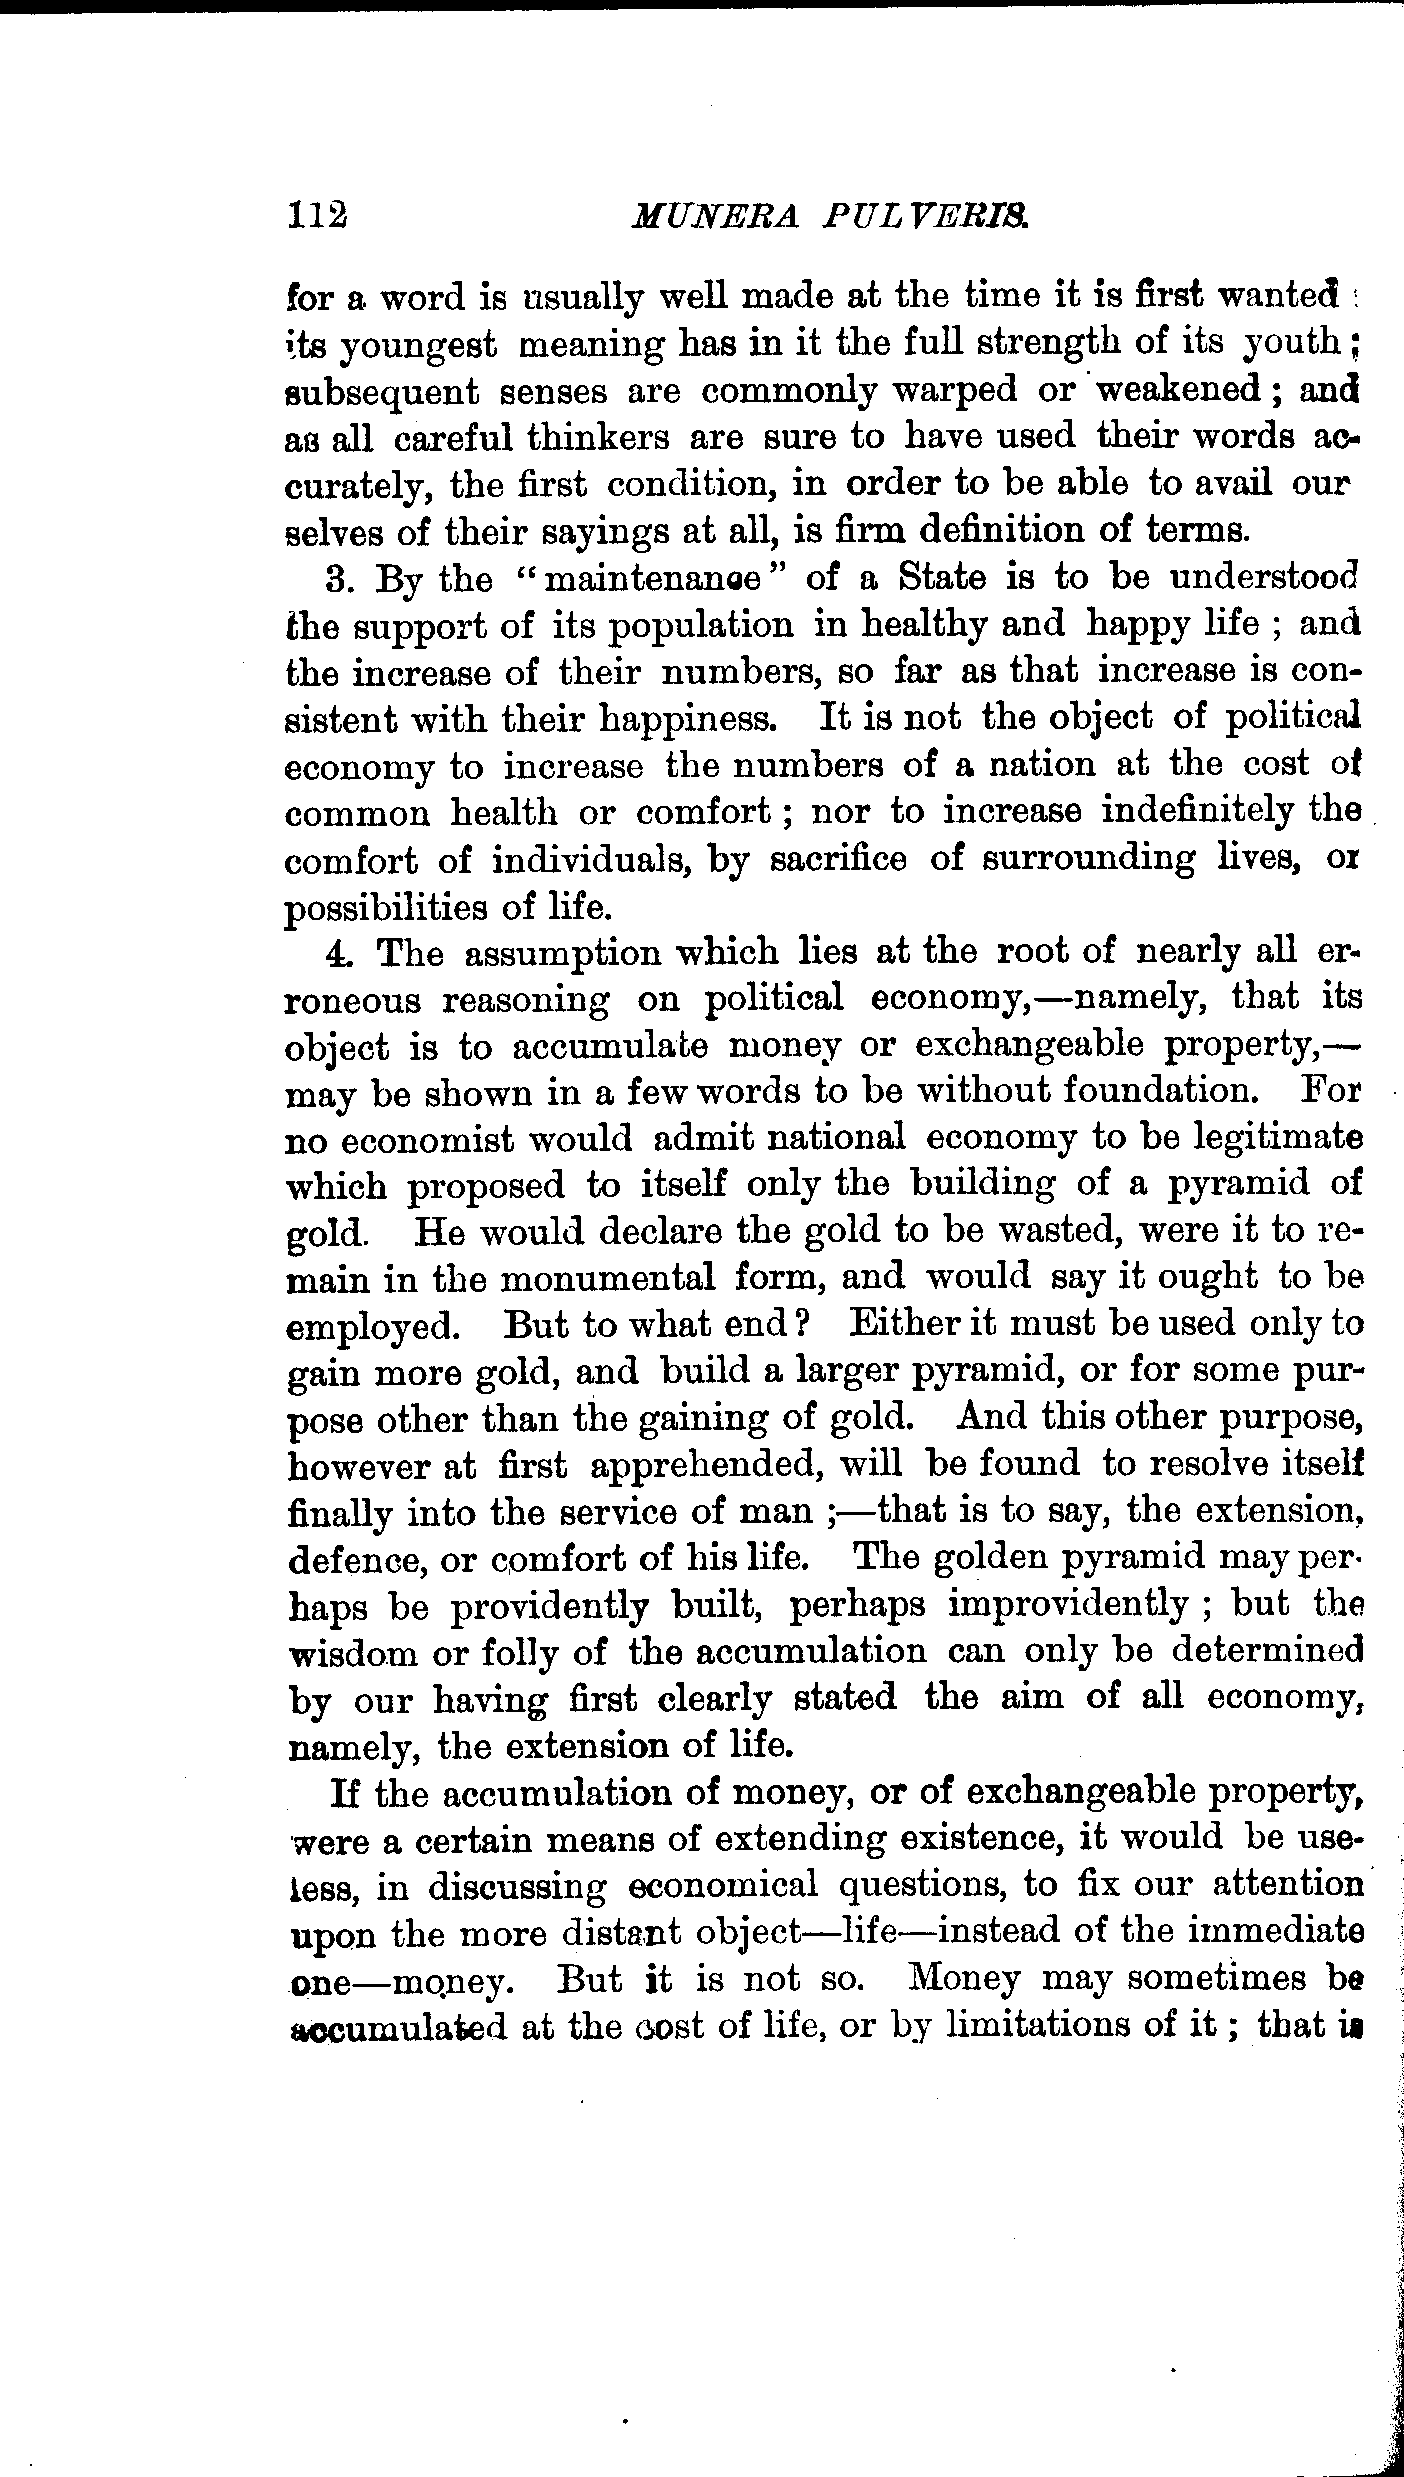 112 MUNERA PULVERIS.
for a word is usually well made at the time it is first wanted :
its youngest meaning has in it the full strength of its youth ;
subsequent senses are commonly warped or weakened ; and
as all careful thinkers are sure to have used their words ac-
curately, the first condition, in order to be able to avail our
selves of their sayings at all, is firm definition of terms.
3. By the “maintenance” of a State is to be understood
the support of its population in healthy and happy life ; and
the increase of their numbers, so far as that increase is con-
sistent with their happiness. It is not the object of political
economy to increase the numbers of a nation at the cost of
common health or comfort ; nor to increase indefinitely the
comfort of individuals, by sacrifice of surrounding lives, or
possibilities of life.
4. The assumption which lies at the root of nearly all er-
roneous reasoning on political economy,—namely, that its
object is to accumulate money or exchangeable property,—
may be shown in a few words to be without foundation. For
no economist would admit national economy to be legitimate
which proposed to itself only the building of a pyramid of
gold. He would declare the gold to be wasted, were it to re-
main in the monumental form, and would say it ought to be
employed. But to what end ? Either it must be used only to
gain more gold, and build a larger pyramid, or for some pur-
pose other than the gaining of gold. And this other purpose,
however at first apprehended, will be found to resolve itself
finally into the service of man ;—that is to say, the extension,
defence, or comfort of his life. The golden pyramid may per-
haps be providently built, perhaps improvidently ; but the
wisdom or folly of the accumulation can only be determined
by our having first clearly stated the aim of all economy,
namely, the extension of life.
If the accumulation of money, or of exchangeable property,
were a certain means of extending existence, it would be use-
less, in discussing economical questions, to fix our attention
upon the more distant object—life—instead of the immediate
one—money. But it is not so. Money may sometimes be
accumulated at the cost of life, or by limitations of it ; that is